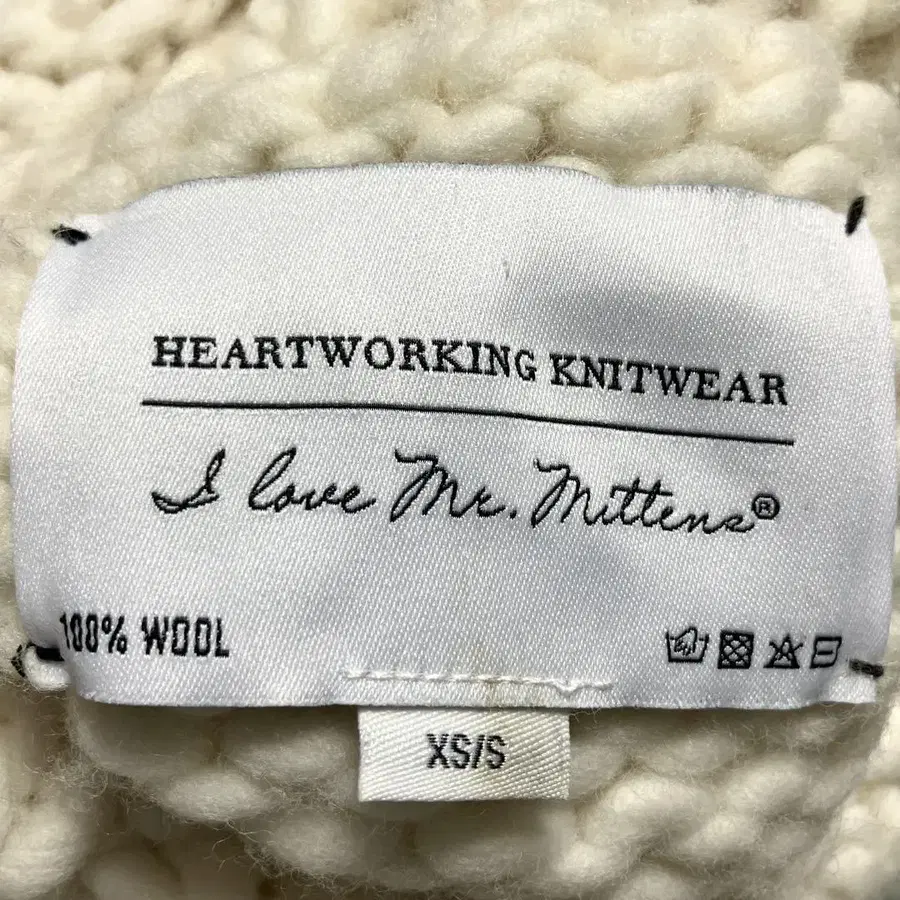 HEARTWORKING KNITWEAR
I love Mr. Mittens®
100% WOOL
XS/S